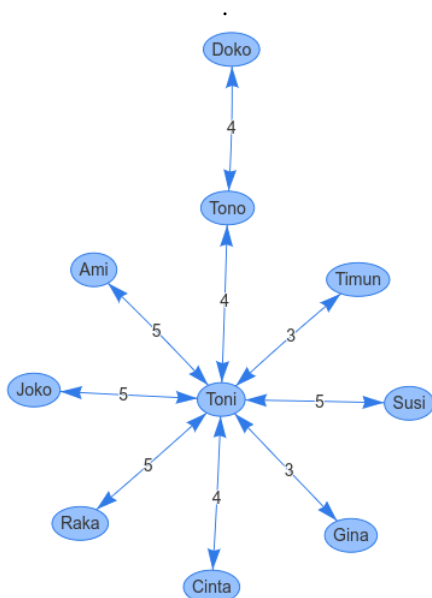 .
Doko
4
Tono
Ami
Timun
4
5
3
Joko
5
Toni
5
Susi
5
3
4
Raka
Gina
Cinta